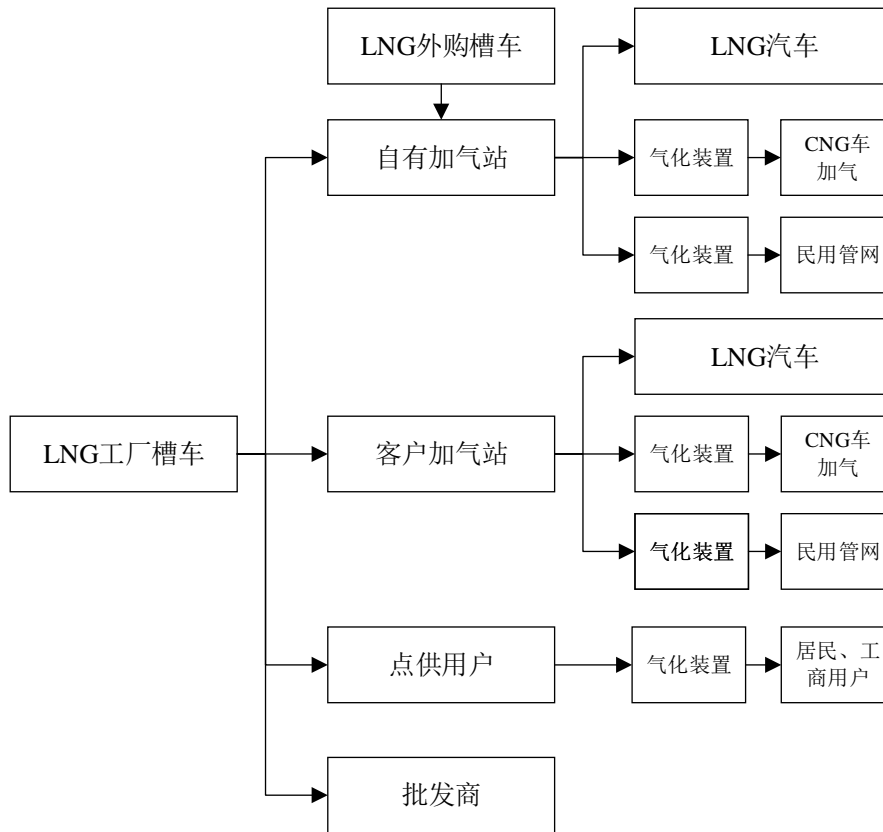 LNG外购槽车
LNG汽车
自有加气站
气化装置
CNG车
加气
气化装置
民用管网
LNG汽车
LNG工厂槽车
客户加气站
气化装置
CNG车
加气
气化装置
民用管网
点供用户
气化装置
居民、工
商用户
批发商